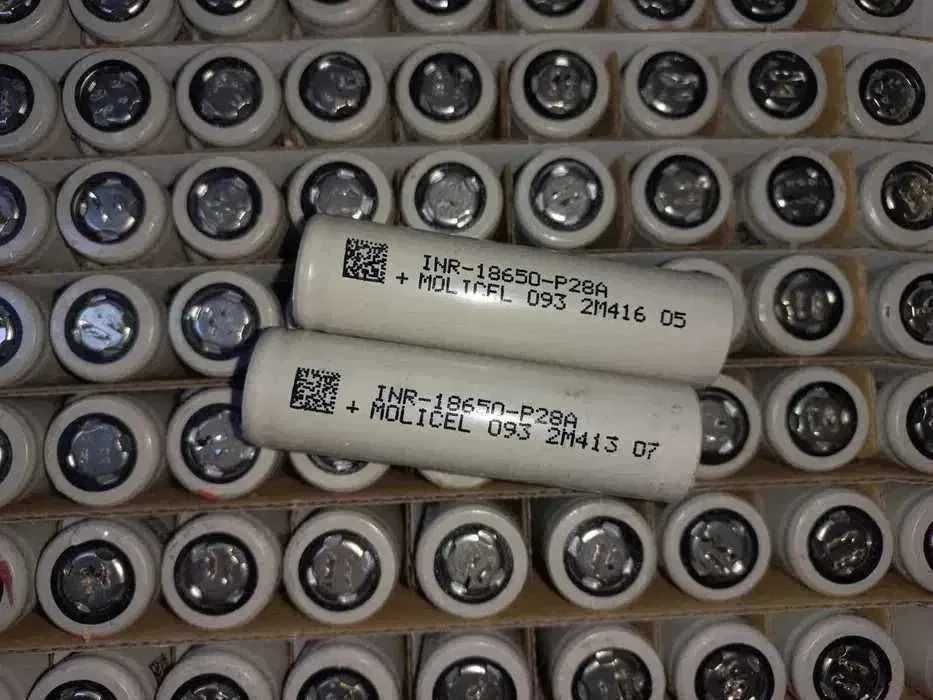 INR-18650-P28A
+ MOLICEL 093 2M416 05
INR-18650-P28A
+ MOLICEL 093 2M413 07